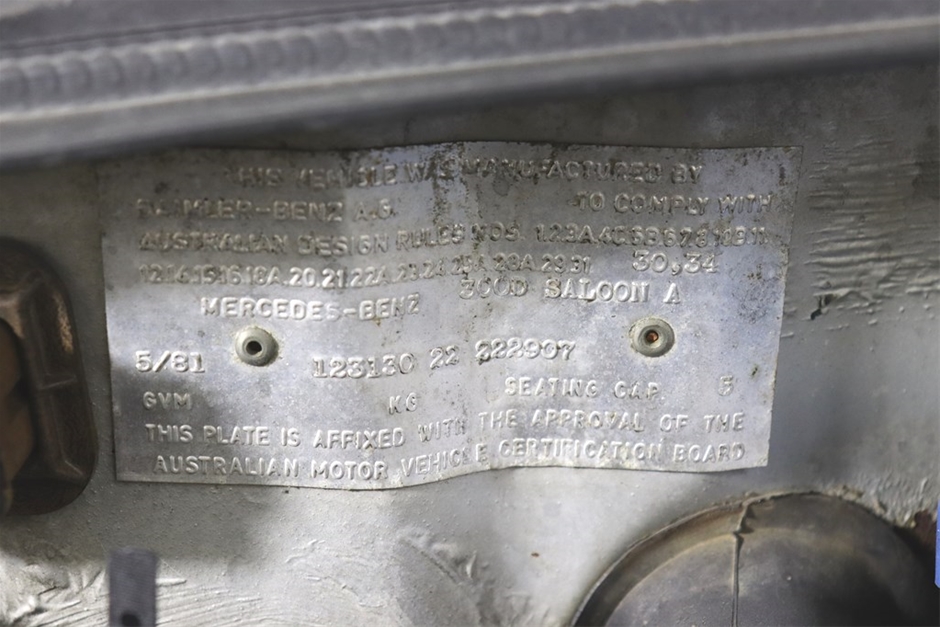 THIS VEHICLE WAS MANUFACTURED BY
DAIMLER-BENZ A.G. TO COMPLY WITH
AUSTRALIAN DESIGN RULES NOS.
30,34
MERCEDES-BENZ 300D SALOON A
5/81 123130 22 222907
GVM KG SEATING CAP. 5
THIS PLATE IS AFFIXED WITH THE APPROVAL OF THE
AUSTRALIAN MOTOR VEHICLE CERTIFICATION BOARD